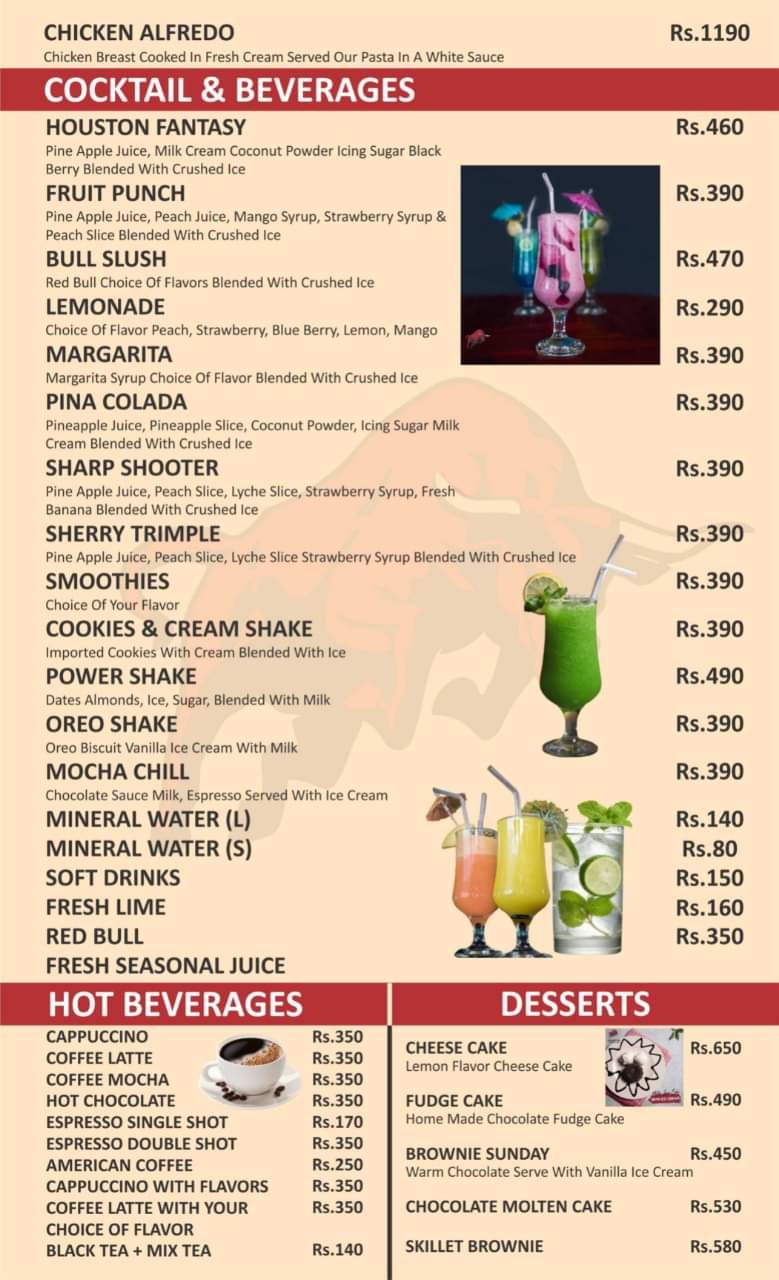 CHICKEN ALFREDO Rs.1190
Chicken Breast Cooked In Fresh Cream Served Our Pasta In A White Sauce
COCKTAIL & BEVERAGES
HOUSTON FANTASY Rs.460
Pine Apple Juice, Milk Cream Coconut Powder Icing Sugar Black
Berry Blended With Crushed Ice
FRUIT PUNCH Rs.390
Pine Apple Juice, Peach Juice, Mango Syrup, Strawberry Syrup &
Peach Slice Blended With Crushed Ice
BULL SLUSH Rs.470
Red Bull Choice Of Flavors Blended With Crushed Ice
LEMONADE Rs.290
Choice Of Flavor Peach, Strawberry, Blue Berry, Lemon, Mango
MARGARITA Rs.390
Margarita Syrup Choice Of Flavor Blended With Crushed Ice
PINA COLADA Rs.390
Pineapple Juice, Pineapple Slice, Coconut Powder, Icing Sugar Milk
Cream Blended With Crushed Ice
SHARP SHOOTER Rs.390
Pine Apple Juice, Peach Slice, Lyche Slice, Strawberry Syrup, Fresh
Banana Blended With Crushed Ice
SHERRY TRIMPLE Rs.390
Pine Apple Juice, Peach Slice, Lyche Slice Strawberry Syrup Blended With Crushed Ice
SMOOTHIES Rs.390
Choice Of Your Flavor
COOKIES & CREAM SHAKE Rs.390
Imported Cookies With Cream Blended With Ice
POWER SHAKE Rs.490
Dates Almonds, Ice, Sugar, Blended With Milk
OREO SHAKE Rs.390
Oreo Biscuit Vanilla Ice Cream With Milk
MOCHA CHILL Rs.390
Chocolate Sauce Milk, Espresso Served With Ice Cream
MINERAL WATER (L) Rs.140
MINERAL WATER (S) Rs.80
SOFT DRINKS Rs.150
FRESH LIME Rs.160
RED BULL Rs.350
FRESH SEASONAL JUICE
HOT BEVERAGES
CAPPUCCINO Rs.350
COFFEE LATTE Rs.350
COFFEE MOCHA Rs.350
HOT CHOCOLATE Rs.350
ESPRESSO SINGLE SHOT Rs.170
ESPRESSO DOUBLE SHOT Rs.350
AMERICAN COFFEE Rs.250
CAPPUCCINO WITH FLAVORS Rs.350
COFFEE LATTE WITH YOUR Rs.350
CHOICE OF FLAVOR
BLACK TEA + MIX TEA Rs.140
DESSERTS
CHEESE CAKE Rs.650
Lemon Flavor Cheese Cake
FUDGE CAKE Rs.490
Home Made Chocolate Fudge Cake
BROWNIE SUNDAY Rs.450
Warm Chocolate Serve With Vanilla Ice Cream
CHOCOLATE MOLTEN CAKE Rs.530
SKILLET BROWNIE Rs.580